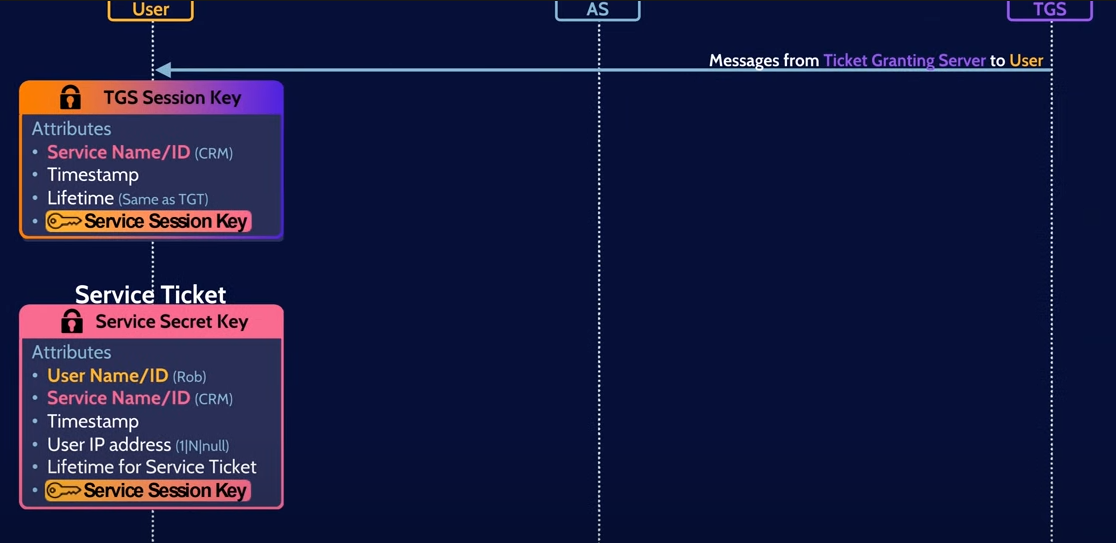 User AS TGS
Messages from Ticket Granting Server to User
TGS Session Key
Attributes
• Service Name/ID (CRM)
• Timestamp
• Lifetime (Same as TGT)
• Service Session Key
Service Ticket
Service Secret Key
Attributes
• User Name/ID (Rob)
• Service Name/ID (CRM)
• Timestamp
• User IP address (1|N|null)
• Lifetime for Service Ticket
• Service Session Key